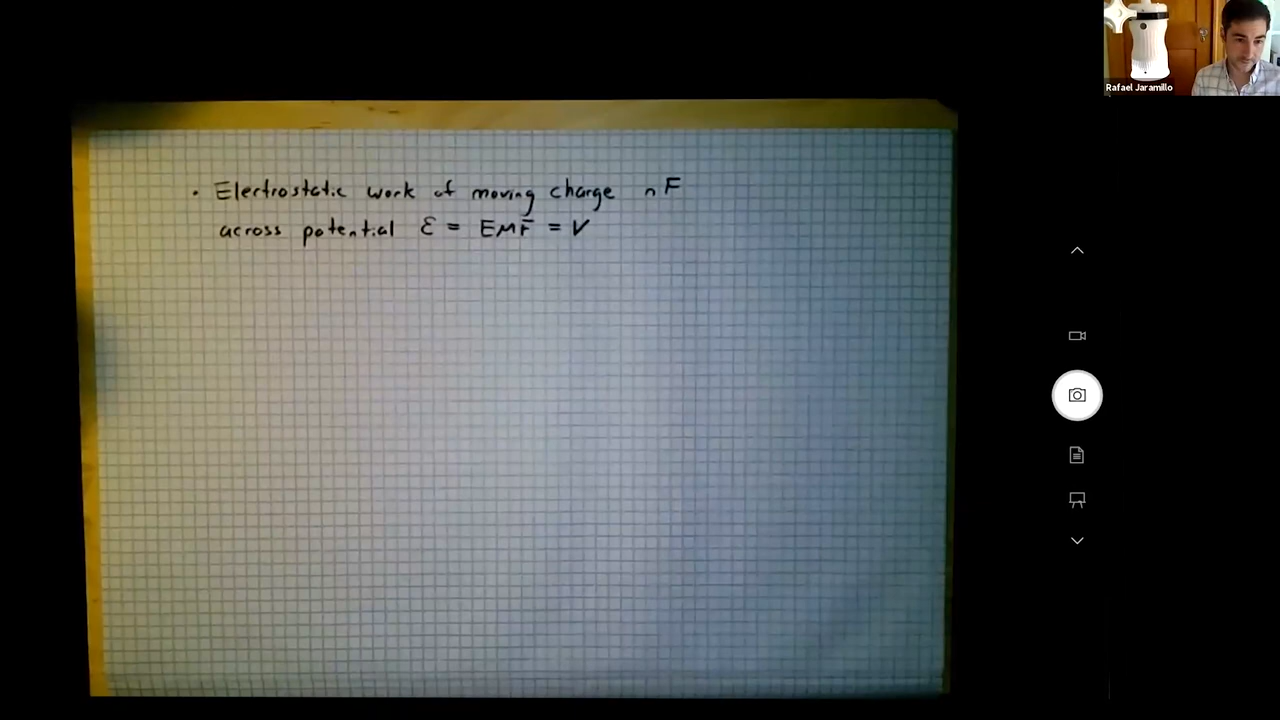 Rafael Jaramillo
• Electrostatic work of moving charge nF
across potential ℰ = EMF = V